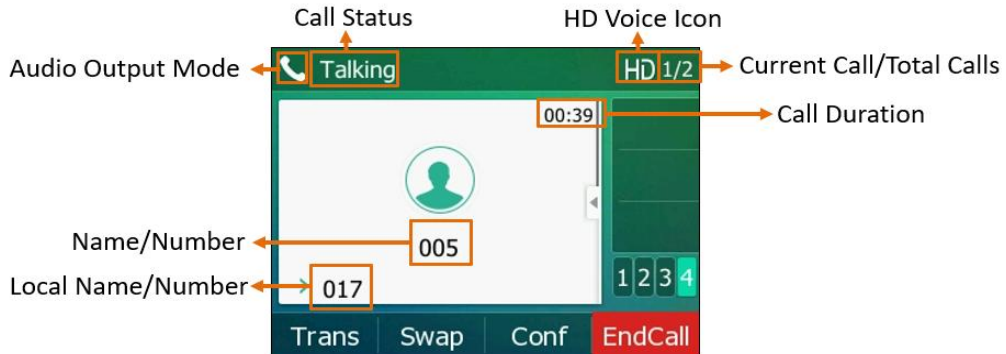 Call Status
HD Voice Icon
Audio Output Mode
Talking
HD 1/2
Current Call/Total Calls
00:39
Call Duration
Name/Number
005
Local Name/Number
017
1 2 3 4
Trans Swap Conf EndCall